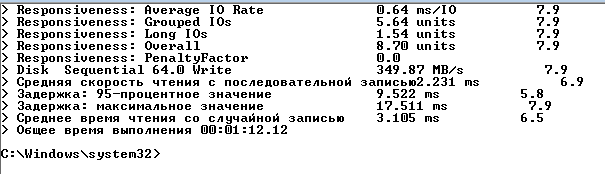 > Responsiveness: Average IO Rate 0.64 ms/IO 7.9
> Responsiveness: Grouped IOs 5.64 units 7.9
> Responsiveness: Long IOs 1.54 units 7.9
> Responsiveness: Overall 8.70 units 7.9
> Responsiveness: PenaltyFactor 0.0
> Disk Sequential 64.0 Write 349.87 MB/s 7.9
> Средняя скорость чтения с последовательной записью2.231 ms 6.9
> Задержка: 95-процентное значение 9.522 ms 5.8
> Задержка: максимальное значение 17.511 ms 7.9
> Среднее время чтения со случайной записью 3.105 ms 6.5
> Общее время выполнения 00:01:12.12
C:\Windows\system32>